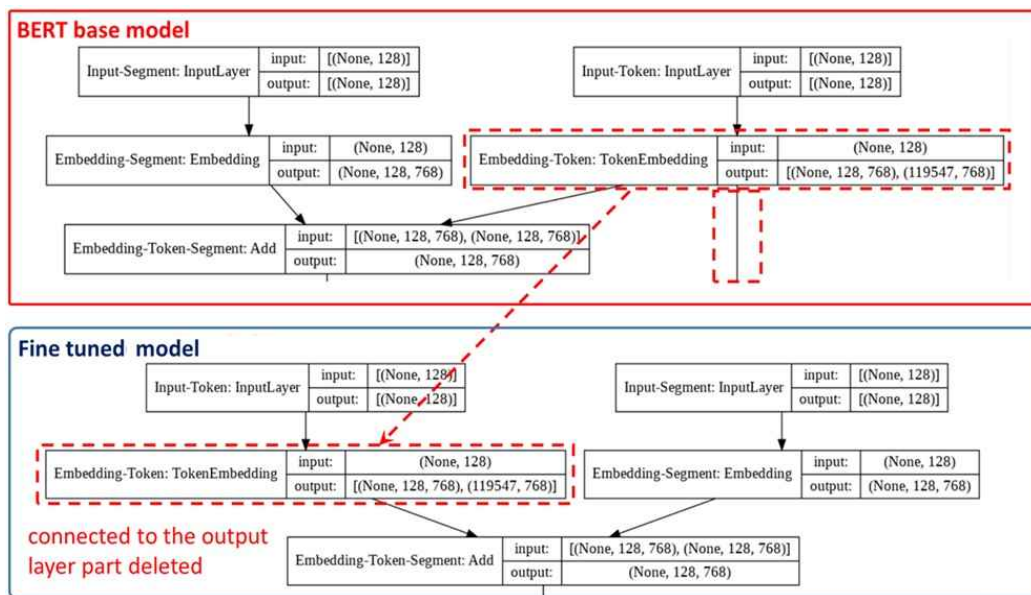 BERT base model
Input-Segment: InputLayer input: [(None, 128)] output: [(None, 128)]
Input-Token: InputLayer input: [(None, 128)] output: [(None, 128)]
Embedding-Segment: Embedding input: (None, 128) output: (None, 128, 768)
Embedding-Token: TokenEmbedding input: (None, 128) output: [(None, 128, 768), (119547, 768)]
Embedding-Token-Segment: Add input: [(None, 128, 768), (None, 128, 768)] output: (None, 128, 768)
Fine tuned model
Input-Token: InputLayer input: [(None, 128)] output: [(None, 128)]
Input-Segment: InputLayer input: [(None, 128)] output: [(None, 128)]
Embedding-Token: TokenEmbedding input: (None, 128) output: [(None, 128, 768), (119547, 768)]
Embedding-Segment: Embedding input: (None, 128) output: (None, 128, 768)
connected to the output
layer part deleted
Embedding-Token-Segment: Add input: [(None, 128, 768), (None, 128, 768)] output: (None, 128, 768)